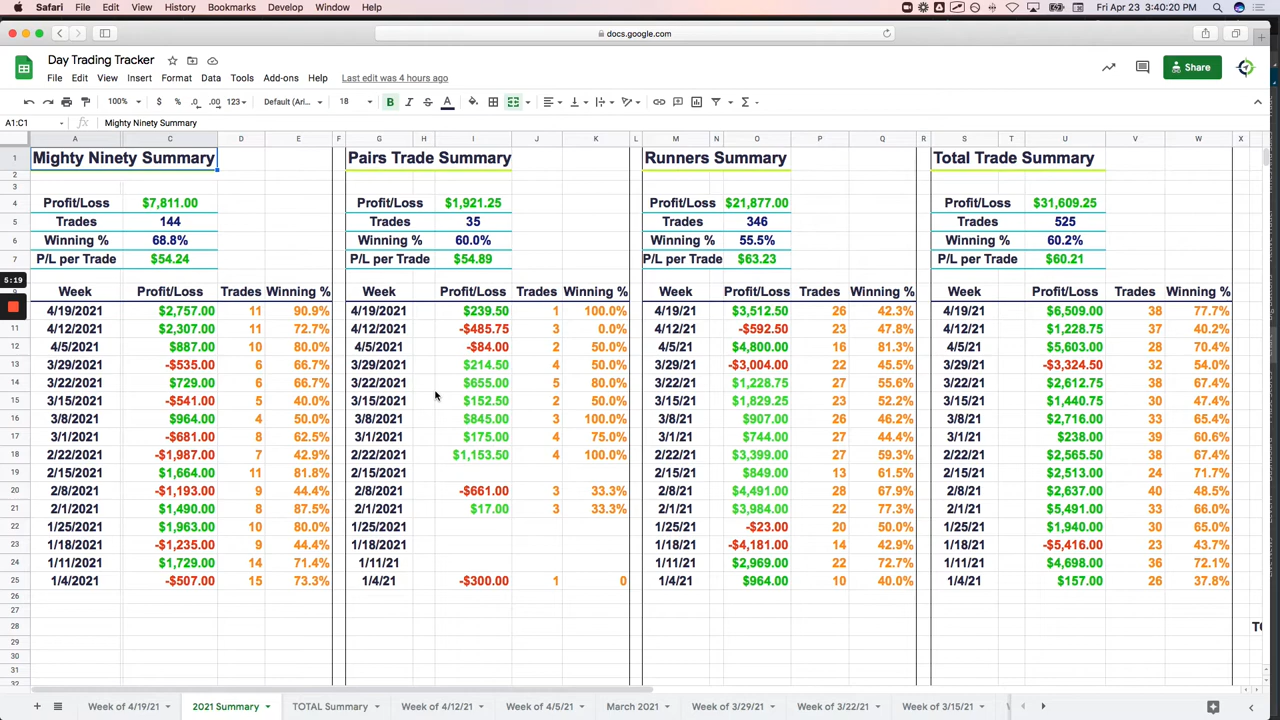 Safari File Edit View History Bookmarks Develop Window Help Fri Apr 23 3:40:20 PM
docs.google.com
Day Trading Tracker
File Edit View Insert Format Data Tools Add-ons Help Last edit was 4 hours ago Share
100% $ % .0 .00 123 Default (Ari... 18 B I S A
A1:C1 fx Mighty Ninety Summary
A C D E F G H I J K L M N O P Q R S T U V W X
1 Mighty Ninety Summary Pairs Trade Summary Runners Summary Total Trade Summary
2
3
4 Profit/Loss $7,811.00 Profit/Loss $1,921.25 Profit/Loss $21,877.00 Profit/Loss $31,609.25
5 Trades 144 Trades 35 Trades 346 Trades 525
6 Winning % 68.8% Winning % 60.0% Winning % 55.5% Winning % 60.2%
7 P/L per Trade $54.24 P/L per Trade $54.89 P/L per Trade $63.23 P/L per Trade $60.21
5:19
Week Profit/Loss Trades Winning % Week Profit/Loss Trades Winning % Week Profit/Loss Trades Winning % Week Profit/Loss Trades Winning %
4/19/2021 $2,757.00 11 90.9% 4/19/2021 $239.50 1 100.0% 4/19/21 $3,512.50 26 42.3% 4/19/21 $6,509.00 38 77.7%
11 4/12/2021 $2,307.00 11 72.7% 4/12/2021 -$485.75 3 0.0% 4/12/21 -$592.50 23 47.8% 4/12/21 $1,228.75 37 40.2%
12 4/5/2021 $887.00 10 80.0% 4/5/2021 -$84.00 2 50.0% 4/5/21 $4,800.00 16 81.3% 4/5/21 $5,603.00 28 70.4%
13 3/29/2021 -$535.00 6 66.7% 3/29/2021 $214.50 4 50.0% 3/29/21 -$3,004.00 22 45.5% 3/29/21 -$3,324.50 32 54.0%
14 3/22/2021 $729.00 6 66.7% 3/22/2021 $655.00 5 80.0% 3/22/21 $1,228.75 27 55.6% 3/22/21 $2,612.75 38 67.4%
15 3/15/2021 -$541.00 5 40.0% 3/15/2021 $152.50 2 50.0% 3/15/21 $1,829.25 23 52.2% 3/15/21 $1,440.75 30 47.4%
16 3/8/2021 $964.00 4 50.0% 3/8/2021 $845.00 3 100.0% 3/8/21 $907.00 26 46.2% 3/8/21 $2,716.00 33 65.4%
17 3/1/2021 -$681.00 8 62.5% 3/1/2021 $175.00 4 75.0% 3/1/21 $744.00 27 44.4% 3/1/21 $238.00 39 60.6%
18 2/22/2021 -$1,987.00 7 42.9% 2/22/2021 $1,153.50 4 100.0% 2/22/21 $3,399.00 27 59.3% 2/22/21 $2,565.50 38 67.4%
19 2/15/2021 $1,664.00 11 81.8% 2/15/2021 2/15/21 $849.00 13 61.5% 2/15/21 $2,513.00 24 71.7%
20 2/8/2021 -$1,193.00 9 44.4% 2/8/2021 -$661.00 3 33.3% 2/8/21 $4,491.00 28 67.9% 2/8/21 $2,637.00 40 48.5%
21 2/1/2021 $1,490.00 8 87.5% 2/1/2021 $17.00 3 33.3% 2/1/21 $3,984.00 22 77.3% 2/1/21 $5,491.00 33 66.0%
22 1/25/2021 $1,963.00 10 80.0% 1/25/2021 1/25/21 -$23.00 20 50.0% 1/25/21 $1,940.00 30 65.0%
23 1/18/2021 -$1,235.00 9 44.4% 1/18/2021 1/18/21 -$4,181.00 14 42.9% 1/18/21 -$5,416.00 23 43.7%
24 1/11/2021 $1,729.00 14 71.4% 1/11/21 1/11/21 $2,969.00 22 72.7% 1/11/21 $4,698.00 36 72.1%
25 1/4/2021 -$507.00 15 73.3% 1/4/21 -$300.00 1 0 1/4/21 $964.00 10 40.0% 1/4/21 $157.00 26 37.8%
26
27
28
29
30
31
Week of 4/19/21 2021 Summary TOTAL Summary Week of 4/12/21 Week of 4/5/21 March 2021 Week of 3/29/21 Week of 3/22/21 Week of 3/15/21